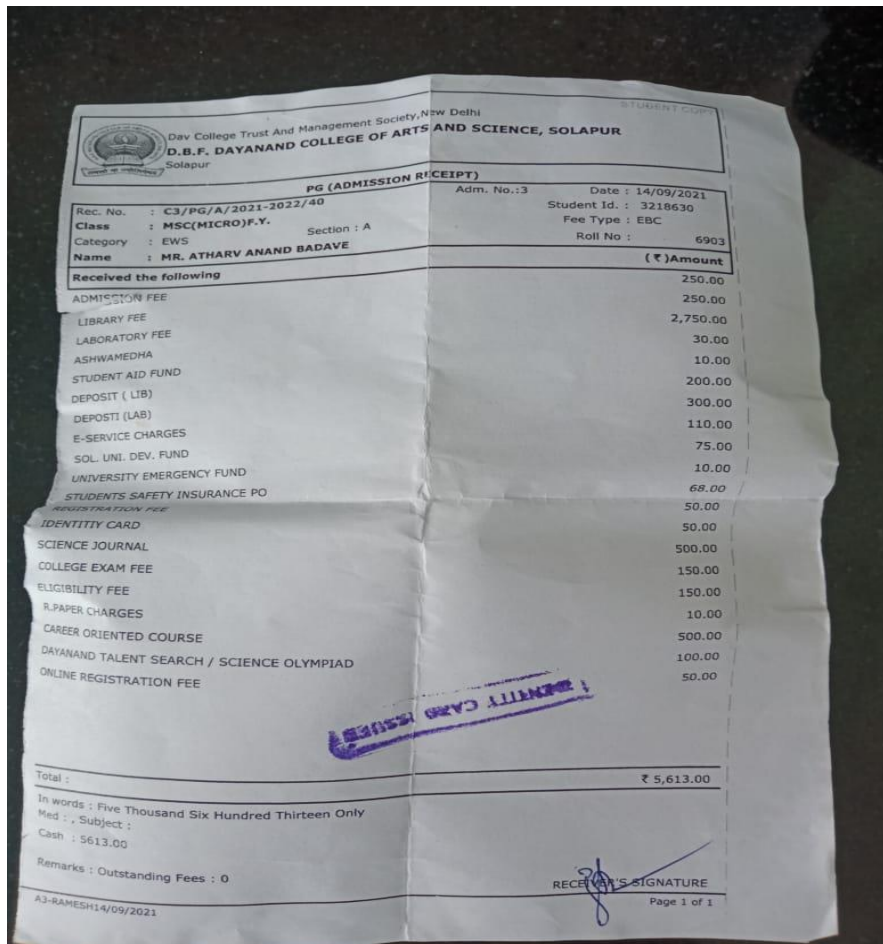 STUDENT COPY
Dav College Trust And Management Society,New Delhi
D.B.F. DAYANAND COLLEGE OF ARTS AND SCIENCE, SOLAPUR
Solapur
PG (ADMISSION RECEIPT)
Rec. No. : C3/PG/A/2021-2022/40 Adm. No.:3 Date : 14/09/2021
Class : MSC(MICRO)F.Y. Section : A Student Id. : 3218630
Category : EWS Fee Type : EBC
Name : MR. ATHARV ANAND BADAVE Roll No : 6903
Received the following (₹)Amount
ADMISSION FEE 250.00
LIBRARY FEE 250.00
LABORATORY FEE 2,750.00
ASHWAMEDHA 30.00
STUDENT AID FUND 10.00
DEPOSIT ( LIB) 200.00
DEPOSTI (LAB) 300.00
E-SERVICE CHARGES 110.00
SOL. UNI. DEV. FUND 75.00
UNIVERSITY EMERGENCY FUND 10.00
STUDENTS SAFETY INSURANCE PO 68.00
REGISTRATION FEE 50.00
IDENTITIY CARD 50.00
SCIENCE JOURNAL 500.00
COLLEGE EXAM FEE 150.00
ELIGIBILITY FEE 150.00
R.PAPER CHARGES 10.00
CAREER ORIENTED COURSE 500.00
DAYANAND TALENT SEARCH / SCIENCE OLYMPIAD 100.00
ONLINE REGISTRATION FEE 50.00
IDENTITY CARD ISSUED
Total : ₹ 5,613.00
In words : Five Thousand Six Hundred Thirteen Only
Med : , Subject :
Cash : 5613.00
Remarks : Outstanding Fees : 0
RECEIVER'S SIGNATURE
A3-RAMESH14/09/2021 Page 1 of 1